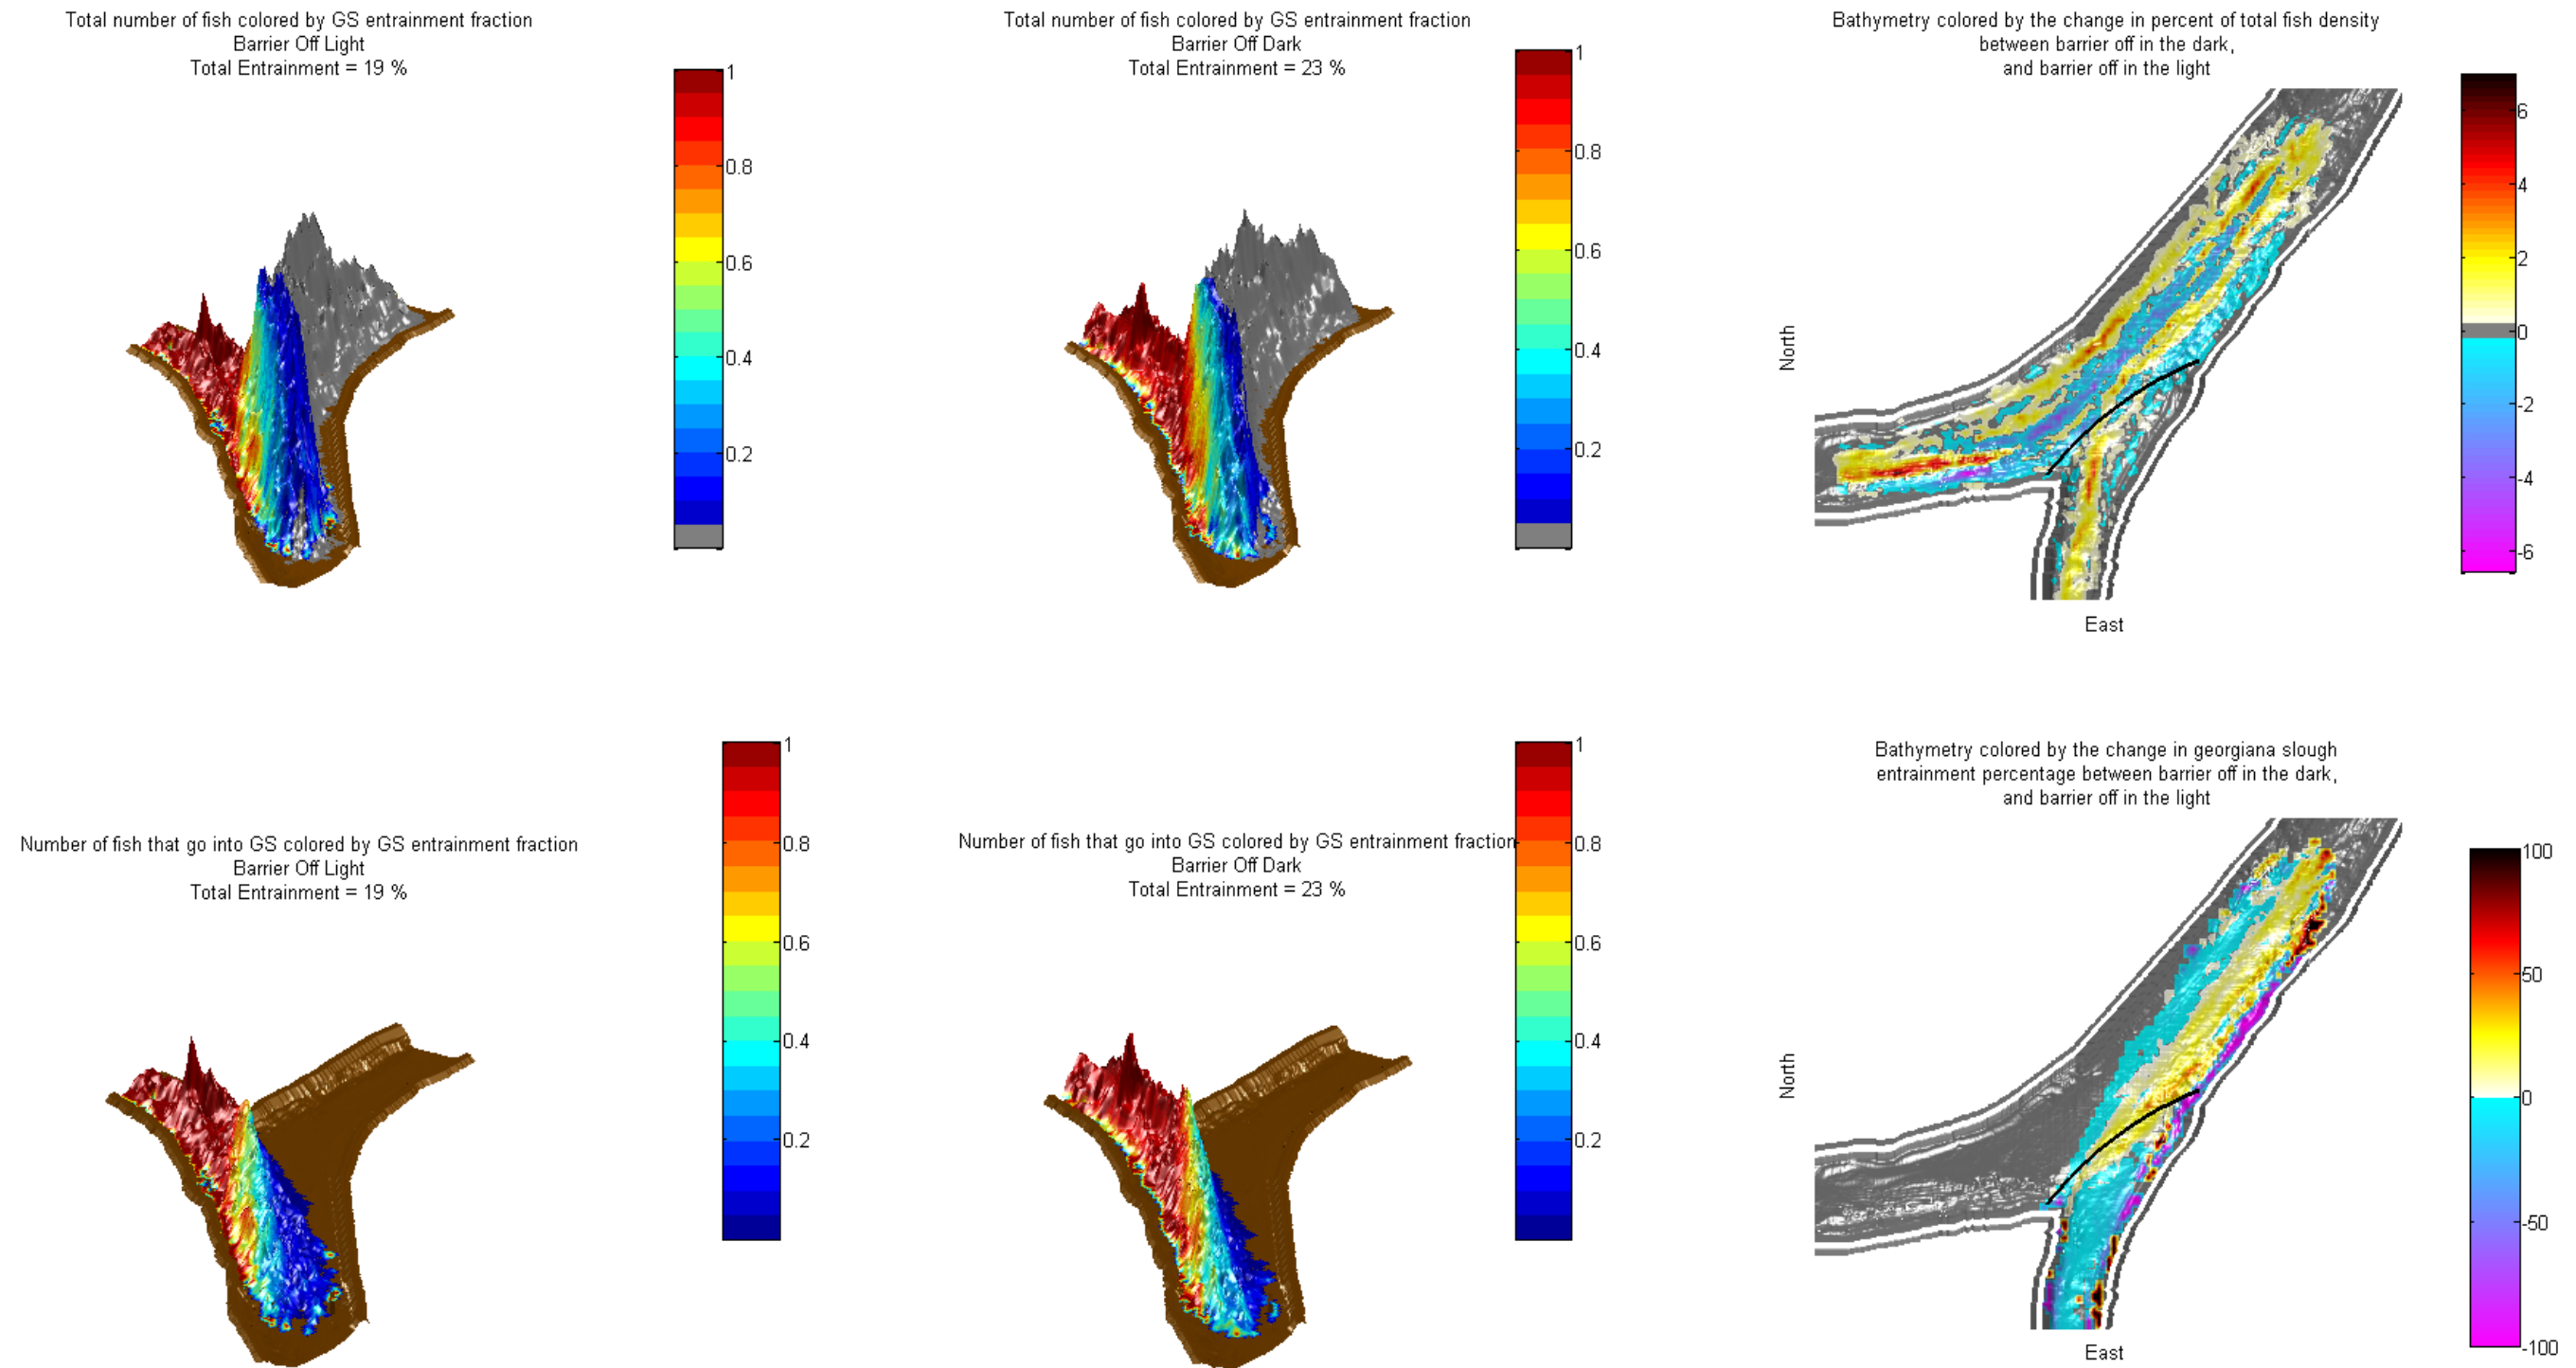 Total number of fish colored by GS entrainment fraction
Barrier Off Light
Total Entrainment = 19 %
1
0.8
0.6
0.4
0.2
Total number of fish colored by GS entrainment fraction
Barrier Off Dark
Total Entrainment = 23 %
1
0.8
0.6
0.4
0.2
Bathymetry colored by the change in percent of total fish density
between barrier off in the dark,
and barrier off in the light
North
East
6
4
2
0
-2
-4
-6
Number of fish that go into GS colored by GS entrainment fraction
Barrier Off Light
Total Entrainment = 19 %
1
0.8
0.6
0.4
0.2
Number of fish that go into GS colored by GS entrainment fraction
Barrier Off Dark
Total Entrainment = 23 %
1
0.8
0.6
0.4
0.2
Bathymetry colored by the change in georgiana slough
entrainment percentage between barrier off in the dark,
and barrier off in the light
North
East
100
50
0
-50
-100